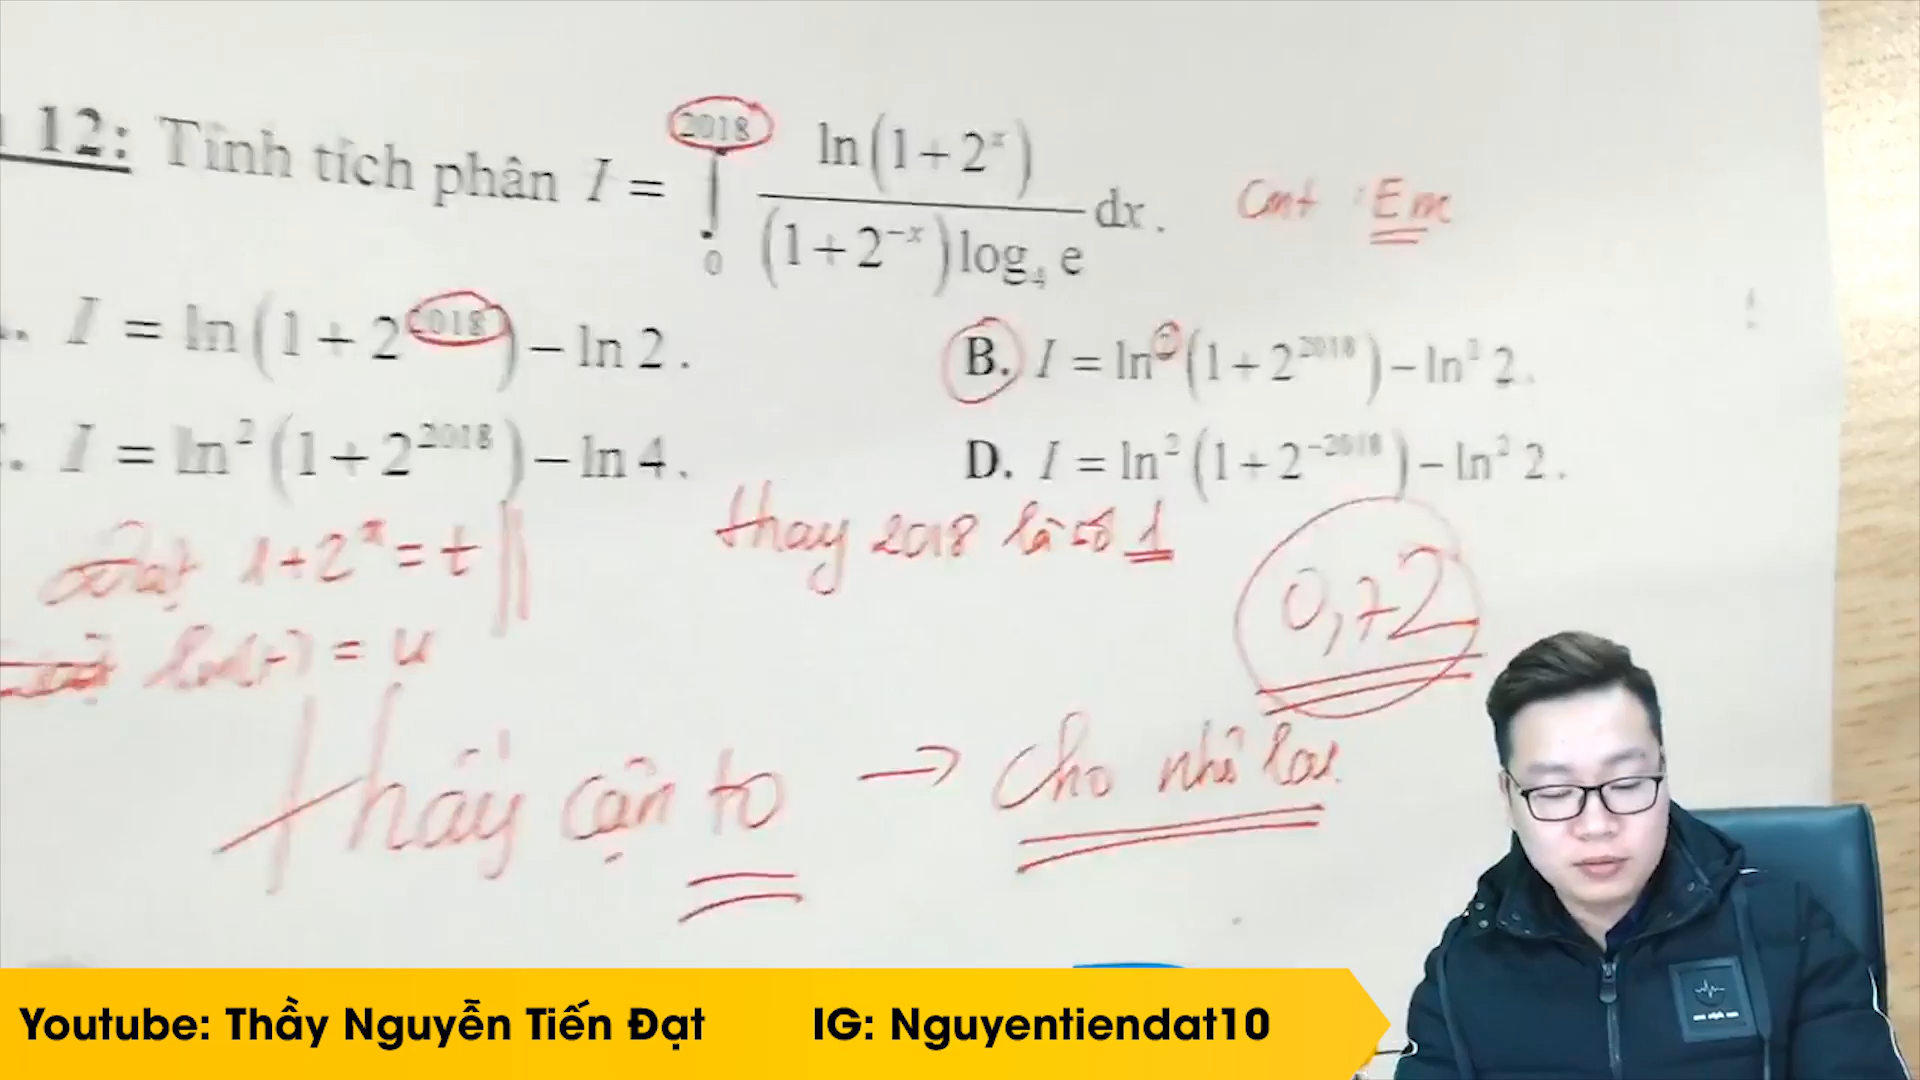 12: Tính tích phân I = ∫₀²⁰¹⁸ ln(1+2ˣ) / ((1+2⁻ˣ)log₄ e) dx. Cmt : Em
I = ln(1+2²⁰¹⁸) – ln 2.
B. I = ln²(1+2²⁰¹⁸) – ln² 2.
I = ln²(1+2²⁰¹⁸) – ln 4.
D. I = ln²(1+2⁻²⁰¹⁸) – ln² 2.
Đặt 1+2ˣ = t
thay 2018 là số 1
0,72
= u
Thấy cận to → cho nhỏ lại
Youtube: Thầy Nguyễn Tiến Đạt
IG: Nguyentiendat10